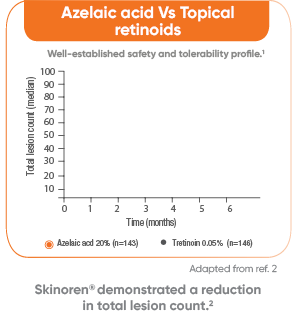 Azelaic acid Vs Topical
retinoids
Well-established safety and tolerability profile.¹
Total lesion count (median)
100
90
80
70
60
50
40
30
20
10
0 1 2 3 4 5 6
Time (months)
Azelaic acid 20% (n=143) Tretinoin 0.05% (n=146)
Adapted from ref. 2
Skinoren® demonstrated a reduction
in total lesion count.²